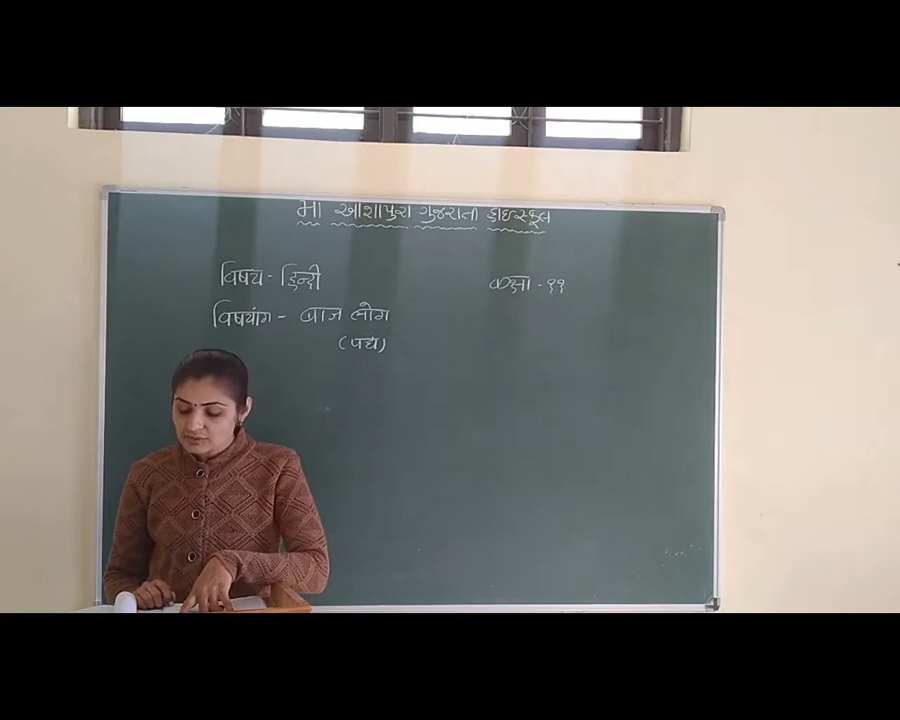 माँ आशापुरा गुजराती हाईस्कूल
विषय - हिन्दी
कक्षा - ११
विषयांग - बाज लोग
(पद्य)